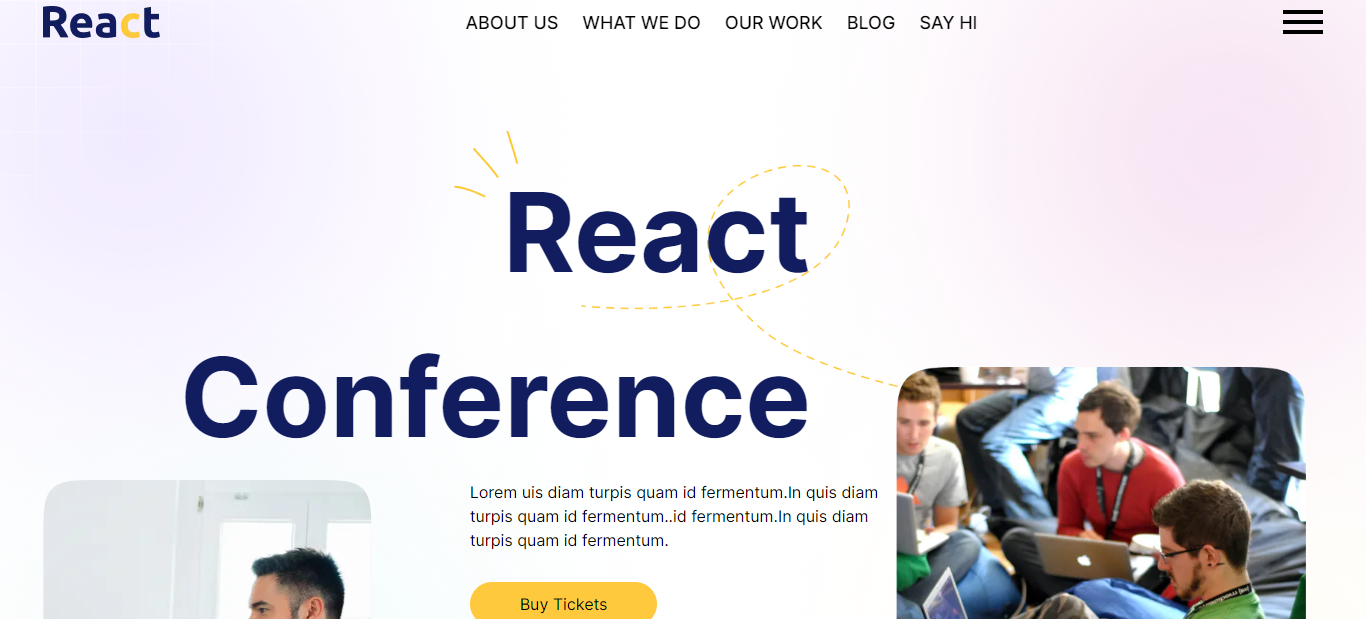 React
ABOUT US WHAT WE DO OUR WORK BLOG SAY HI
React
Conference
Lorem uis diam turpis quam id fermentum.In quis diam
turpis quam id fermentum..id fermentum.In quis diam
turpis quam id fermentum.
Buy Tickets